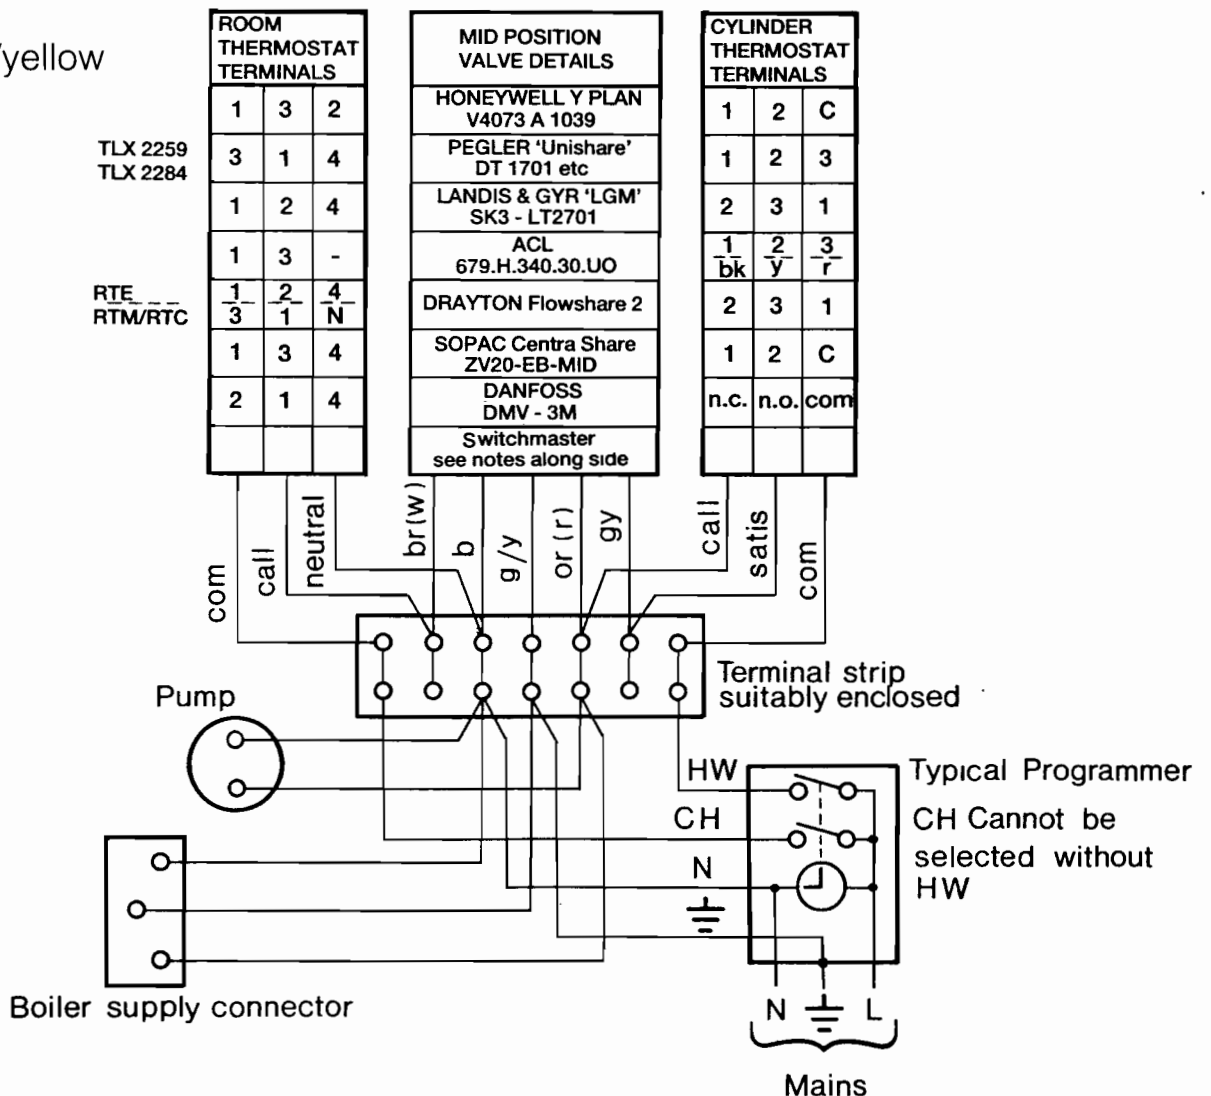 /yellow
ROOM
THERMOSTAT
TERMINALS
MID POSITION
VALVE DETAILS
CYLINDER
THERMOSTAT
TERMINALS
1 3 2
HONEYWELL Y PLAN
V4073 A 1039
1 2 C
TLX 2259
TLX 2284
3 1 4
PEGLER 'Unishare'
DT 1701 etc
1 2 3
1 2 4
LANDIS & GYR 'LGM'
SK3 - LT2701
2 3 1
1 3 -
ACL
679.H.340.30.UO
1 2 3
bk y r
RTE
RTM/RTC
1 2 4
3 1 N
DRAYTON Flowshare 2
2 3 1
1 3 4
SOPAC Centra Share
ZV20-EB-MID
1 2 C
2 1 4
DANFOSS
DMV - 3M
n.c. n.o. com
Switchmaster
see notes along side
com
call
neutral
br(w)
b
g/y
or (r)
gy
call
satis
com
Terminal strip
suitably enclosed
Pump
HW
CH
N
Typical Programmer
CH Cannot be
selected without
HW
Boiler supply connector
N L
Mains